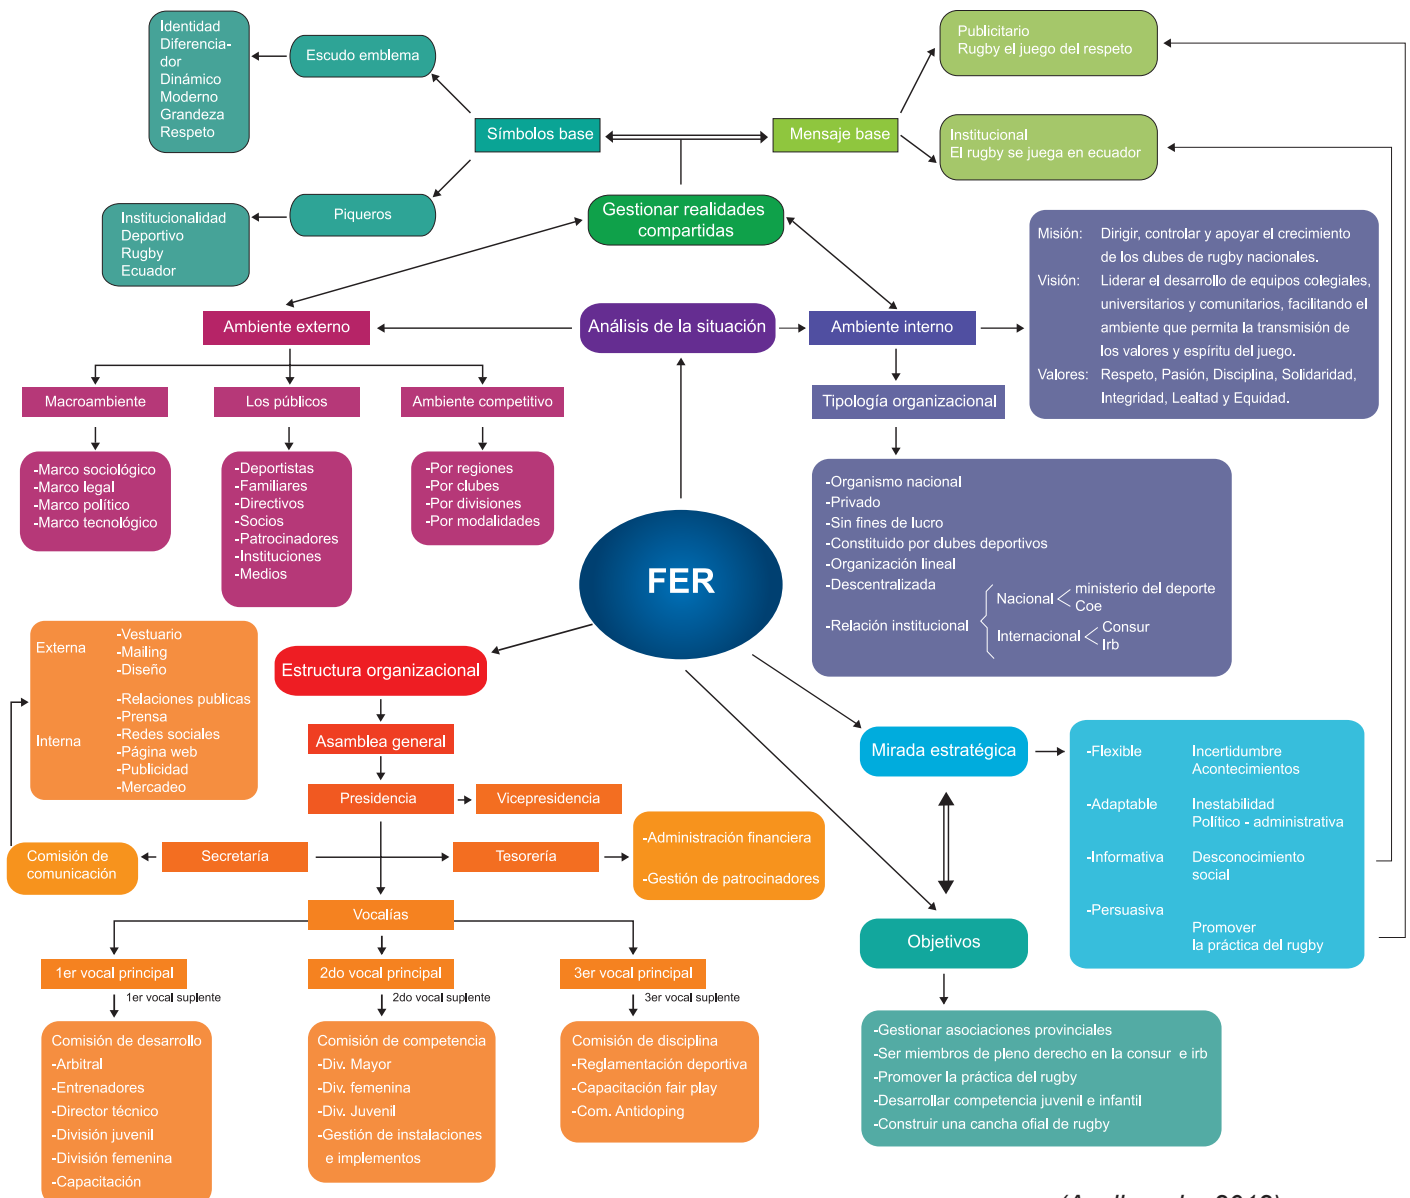 Identidad
Diferencia-
dor
Dinámico
Moderno
Grandeza
Respeto
Escudo emblema
Símbolos base
Mensaje base
Publicitario
Rugby el juego del respeto
Institucional
El rugby se juega en ecuador
Institucionalidad
Deportivo
Rugby
Ecuador
Piqueros
Gestionar realidades
compartidas
Misión: Dirigir, controlar y apoyar el crecimiento
de los clubes de rugby nacionales.
Visión: Liderar el desarrollo de equipos colegiales,
universitarios y comunitarios, facilitando el
ambiente que permita la transmisión de
los valores y espíritu del juego.
Valores: Respeto, Pasión, Disciplina, Solidaridad,
Integridad, Lealtad y Equidad.
Ambiente externo
Análisis de la situación
Ambiente interno
Macroambiente
Los públicos
Ambiente competitivo
Tipología organizacional
-Marco sociológico
-Marco legal
-Marco político
-Marco tecnológico
-Deportistas
-Familiares
-Directivos
-Socios
-Patrocinadores
-Instituciones
-Medios
-Por regiones
-Por clubes
-Por divisiones
-Por modalidades
-Organismo nacional
-Privado
-Sin fines de lucro
-Constituido por clubes deportivos
-Organización lineal
-Descentralizada
-Relación institucional
Nacional
ministerio del deporte
Coe
Internacional
Consur
Irb
FER
Externa
-Vestuario
-Mailing
-Diseño
Interna
-Relaciones publicas
-Prensa
-Redes sociales
-Página web
-Publicidad
-Mercadeo
Estructura organizacional
Asamblea general
Presidencia
Vicepresidencia
Comisión de
comunicación
Secretaría
Tesorería
-Administración financiera
-Gestión de patrocinadores
Vocalías
Mirada estratégica
-Flexible Incertidumbre
Acontecimientos
-Adaptable Inestabilidad
Político - administrativa
-Informativa Desconocimiento
social
-Persuasiva
Promover
la práctica del rugby
Objetivos
1er vocal principal
2do vocal principal
3er vocal principal
1er vocal suplente
2do vocal suplente
3er vocal suplente
Comisión de desarrollo
-Arbitral
-Entrenadores
-Director técnico
-División juvenil
-División femenina
-Capacitación
Comisión de competencia
-Div. Mayor
-Div. femenina
-Div. Juvenil
-Gestión de instalaciones
e implementos
Comisión de disciplina
-Reglamentación deportiva
-Capacitación fair play
-Com. Antidoping
-Gestionar asociaciones provinciales
-Ser miembros de pleno derecho en la consur e irb
-Promover la práctica del rugby
-Desarrollar competencia juvenil e infantil
-Construir una cancha ofial de rugby